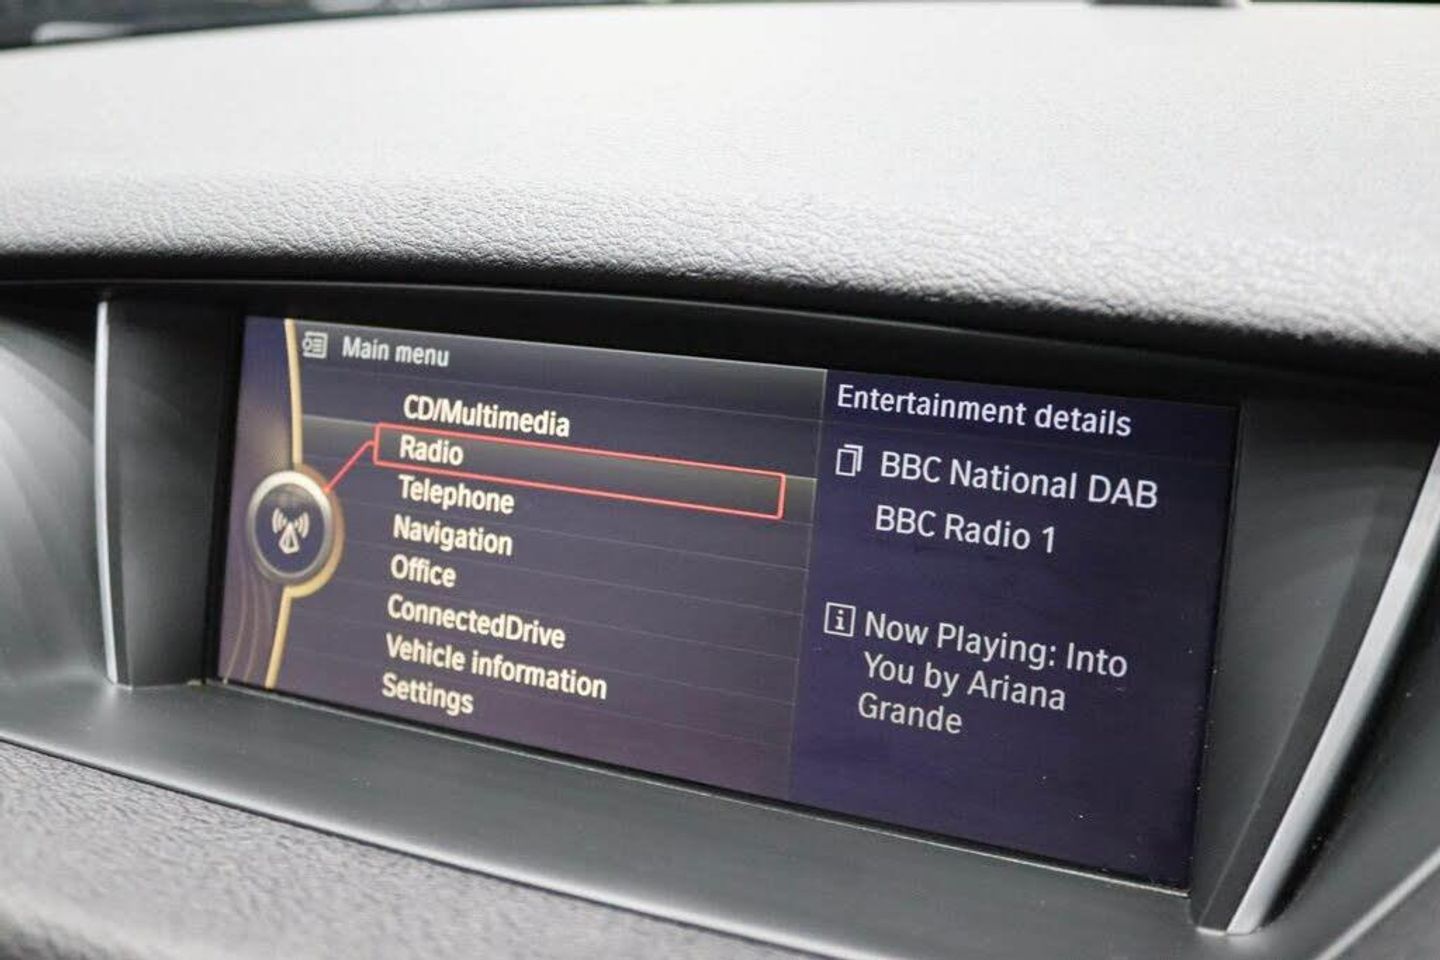 Main menu
CD/Multimedia
Radio
Telephone
Navigation
Office
ConnectedDrive
Vehicle information
Settings
Entertainment details
BBC National DAB
BBC Radio 1
Now Playing: Into
You by Ariana
Grande